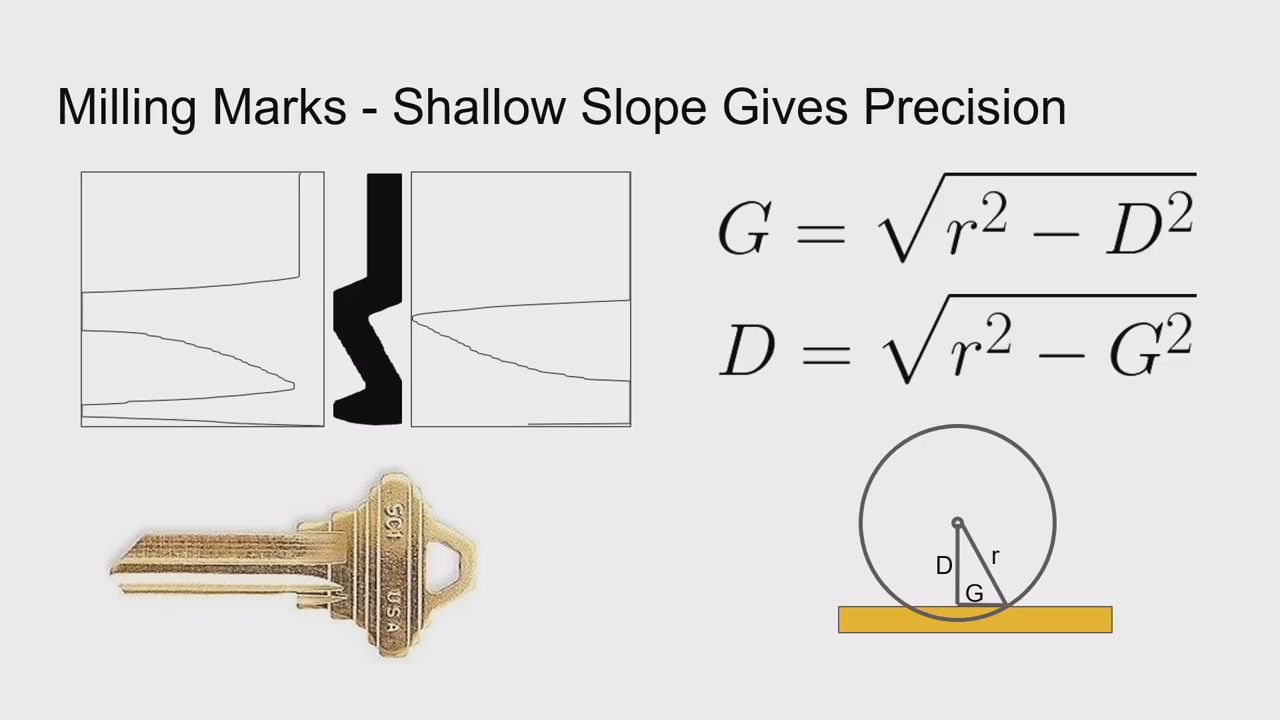 Milling Marks - Shallow Slope Gives Precision
G = √r² − D²
D = √r² − G²
SC1
USA
D
r
G